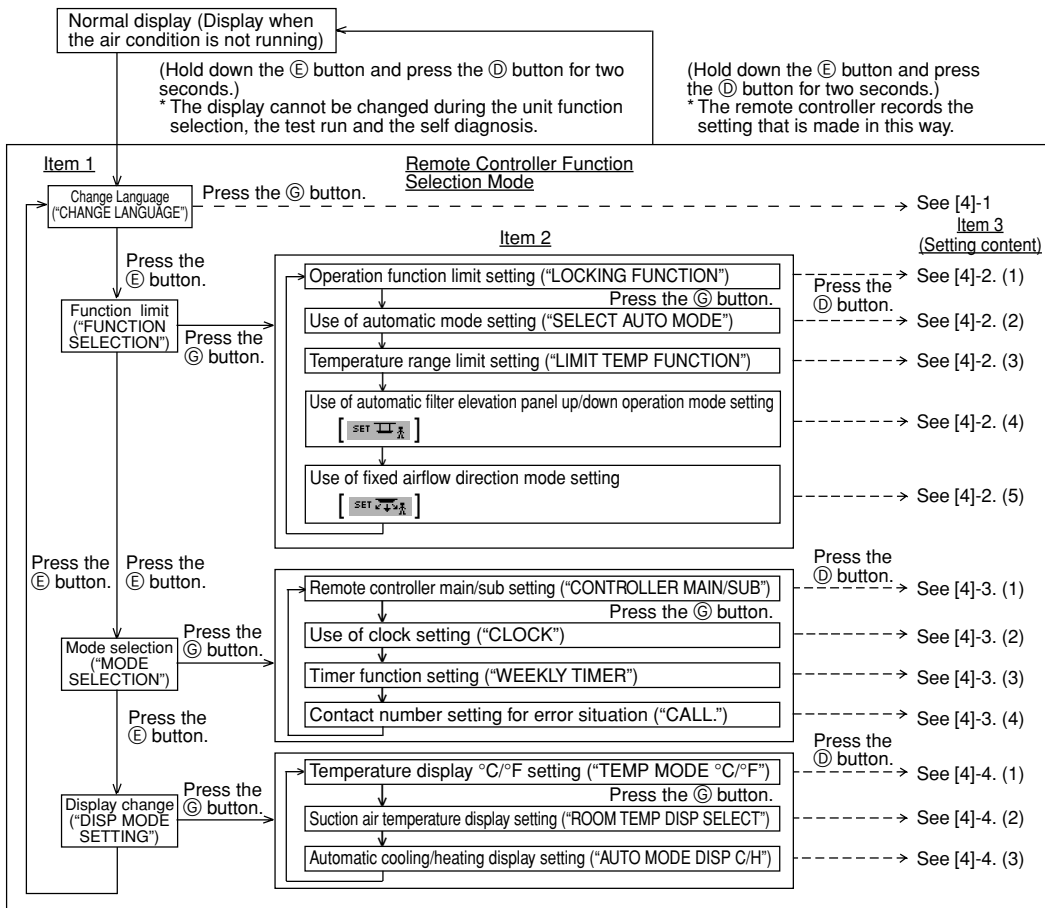 Normal display (Display when
the air condition is not running)
(Hold down the Ⓔ button and press the Ⓓ button for two
seconds.)
* The display cannot be changed during the unit function
selection, the test run and the self diagnosis.
(Hold down the Ⓔ button and press
the Ⓓ button for two seconds.)
* The remote controller records the
setting that is made in this way.
Item 1
Remote Controller Function
Selection Mode
Change Language
(“CHANGE LANGUAGE”)
Press the Ⓖ button.
See [4]-1
Item 3
(Setting content)
Item 2
Press the
Ⓔ button.
Function limit
(“FUNCTION
SELECTION”)
Press the
Ⓖ button.
Operation function limit setting (“LOCKING FUNCTION”)
Press the Ⓖ button.
Press the
Ⓓ button.
See [4]-2. (1)
Use of automatic mode setting (“SELECT AUTO MODE”)
See [4]-2. (2)
Temperature range limit setting (“LIMIT TEMP FUNCTION”)
See [4]-2. (3)
Use of automatic filter elevation panel up/down operation mode setting
[ SET ]
See [4]-2. (4)
Use of fixed airflow direction mode setting
[ SET ]
See [4]-2. (5)
Press the
Ⓔ button.
Press the
Ⓔ button.
Mode selection
(“MODE
SELECTION”)
Press the
Ⓖ button.
Remote controller main/sub setting (“CONTROLLER MAIN/SUB”)
Press the Ⓖ button.
Press the
Ⓓ button.
See [4]-3. (1)
Use of clock setting (“CLOCK”)
See [4]-3. (2)
Timer function setting (“WEEKLY TIMER”)
See [4]-3. (3)
Contact number setting for error situation (“CALL.”)
See [4]-3. (4)
Press the
Ⓔ button.
Display change
(“DISP MODE
SETTING”)
Press the
Ⓖ button.
Temperature display °C/°F setting (“TEMP MODE °C/°F”)
Press the Ⓖ button.
Press the
Ⓓ button.
See [4]-4. (1)
Suction air temperature display setting (“ROOM TEMP DISP SELECT”)
See [4]-4. (2)
Automatic cooling/heating display setting (“AUTO MODE DISP C/H”)
See [4]-4. (3)